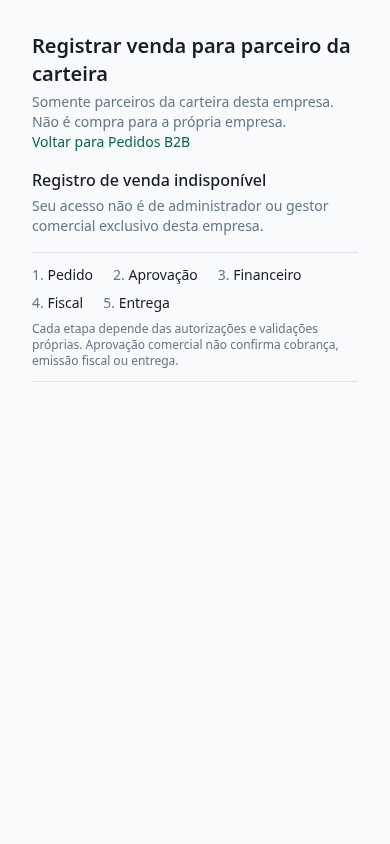 Registrar venda para parceiro da
carteira
Somente parceiros da carteira desta empresa.
Não é compra para a própria empresa.
Voltar para Pedidos B2B
Registro de venda indisponível
Seu acesso não é de administrador ou gestor
comercial exclusivo desta empresa.
1. Pedido 2. Aprovação 3. Financeiro
4. Fiscal 5. Entrega
Cada etapa depende das autorizações e validações
próprias. Aprovação comercial não confirma cobrança,
emissão fiscal ou entrega.